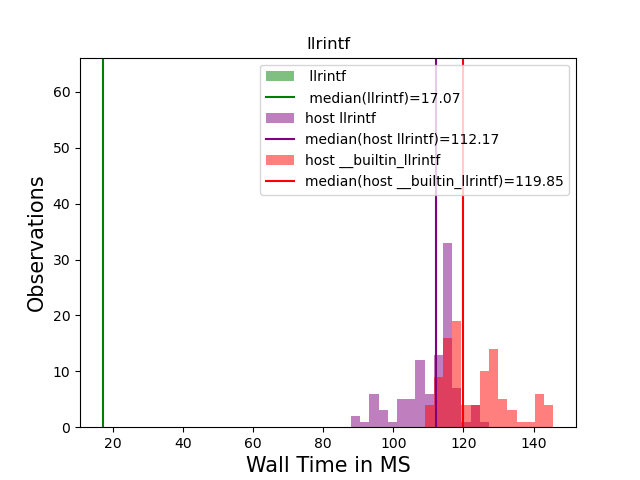 llrintf
llrintf
median(llrintf)=17.07
host llrintf
median(host llrintf)=112.17
host __builtin_llrintf
median(host __builtin_llrintf)=119.85
Observations
60
50
40
30
20
10
0
20 40 60 80 100 120 140
Wall Time in MS